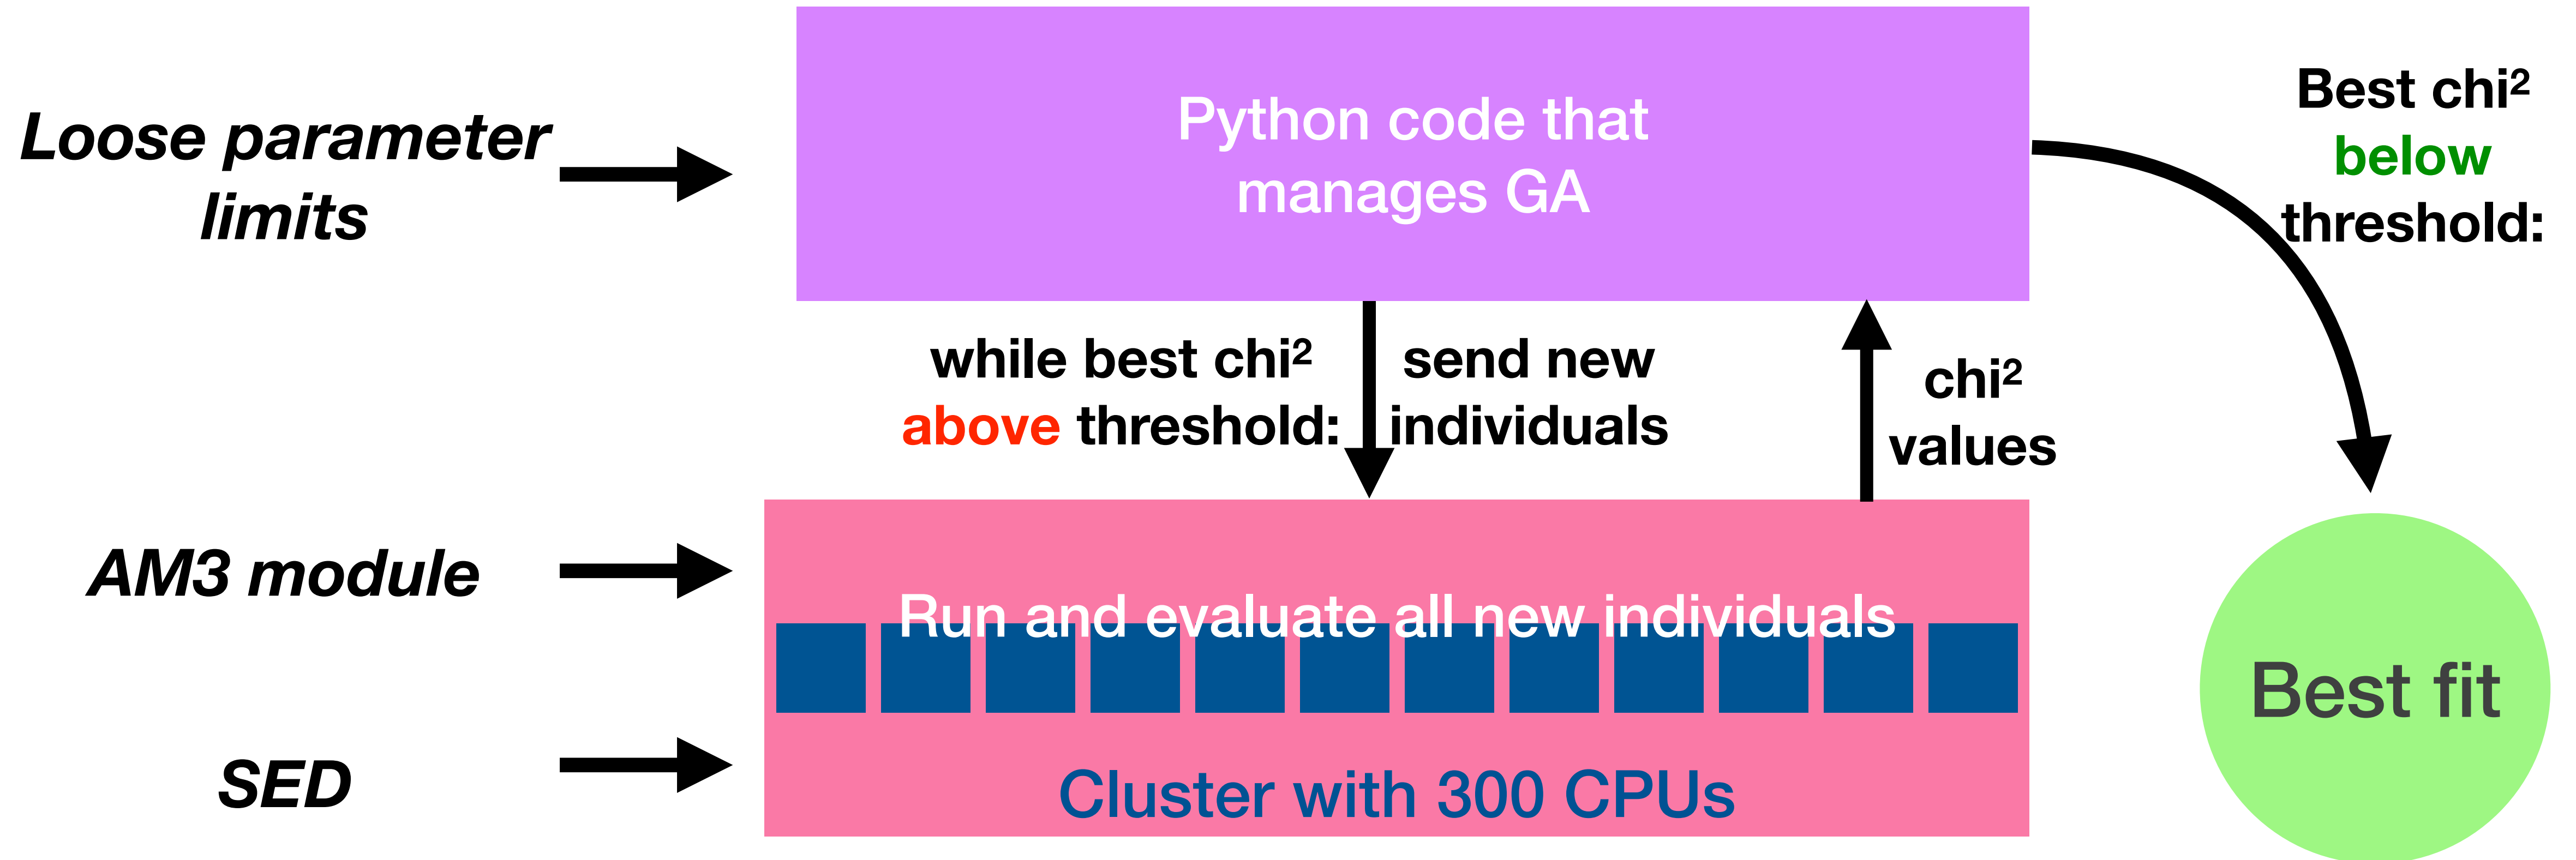 Loose parameter
limits
Python code that
manages GA
Best chi²
below
threshold:
while best chi²
above threshold:
send new
individuals
chi²
values
AM3 module
Run and evaluate all new individuals
SED
Cluster with 300 CPUs
Best fit